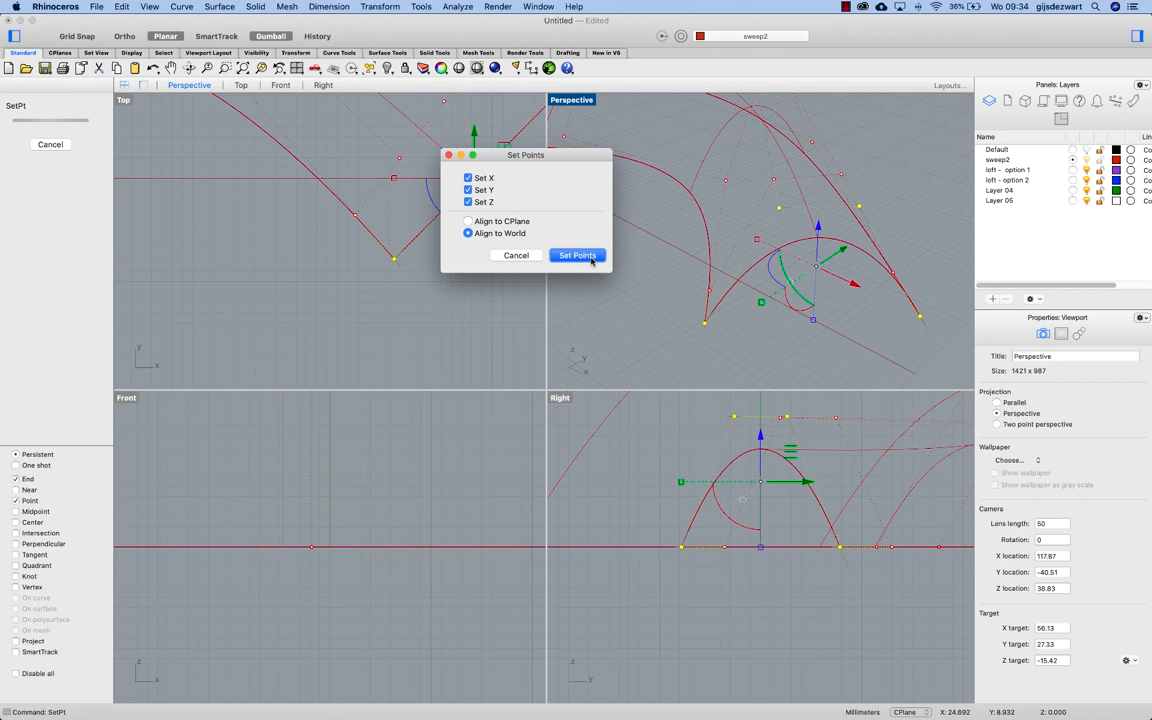 Rhinoceros File Edit View Curve Surface Solid Mesh Dimension Transform Tools Analyze Render Window Help 36% Wo 09:34 gijsdezwart
Untitled — Edited
Grid Snap Ortho Planar SmartTrack Gumball History sweep2
Standard CPlanes Set View Display Select Viewport Layout Visibility Transform Curve Tools Surface Tools Solid Tools Mesh Tools Render Tools Drafting New in V6
Perspective Top Front Right Layouts...
Panels: Layers
SetPt
Cancel
Top
Perspective
Front
Right
Set Points
Set X
Set Y
Set Z
Align to CPlane
Align to World
Cancel Set Points
y
x
z
y
x
z
x
z
y
Name Lin
Default Co
sweep2 Co
loft - option 1 Co
loft - option 2 Co
Layer 04 Co
Layer 05 Co
Properties: Viewport
Title: Perspective
Size: 1421 x 987
Projection
Parallel
Perspective
Two point perspective
Wallpaper
Choose...
Show wallpaper
Show wallpaper as gray scale
Camera
Lens length: 50
Rotation: 0
X location: 117.87
Y location: -40.51
Z location: 38.83
Target
X target: 56.13
Y target: 27.33
Z target: -15.42
Persistent
One shot
End
Near
Point
Midpoint
Center
Intersection
Perpendicular
Tangent
Quadrant
Knot
Vertex
On curve
On surface
On polysurface
On mesh
Project
SmartTrack
Disable all
Command: SetPt
Millimeters CPlane X: 24.692 Y: 8.932 Z: 0.000